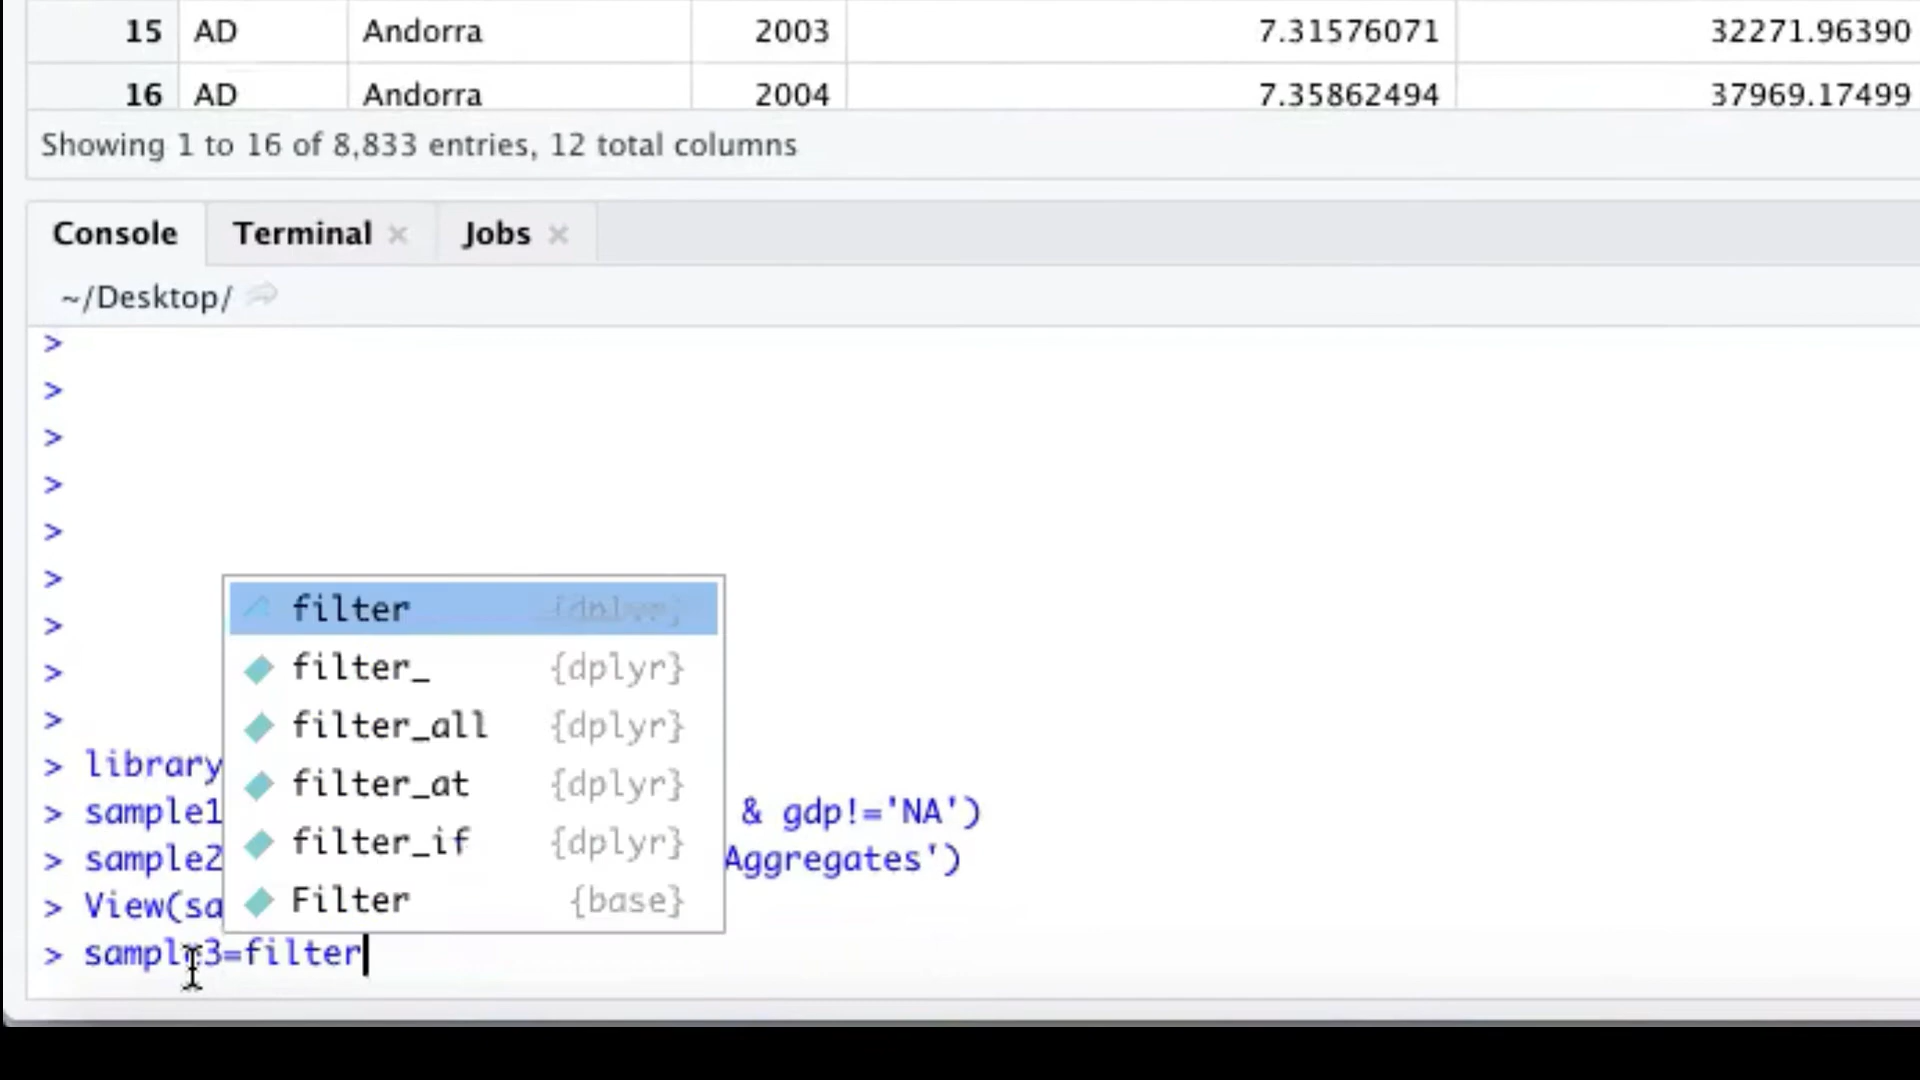 15 AD Andorra 2003 7.31576071 32271.96390
16 AD Andorra 2004 7.35862494 37969.17499
Showing 1 to 16 of 8,833 entries, 12 total columns
Console Terminal × Jobs ×
~/Desktop/
>
>
>
>
>
>
>
>
>
filter {dplyr}
filter_ {dplyr}
filter_all {dplyr}
filter_at {dplyr}
filter_if {dplyr}
Filter {base}
> library
> sample1 & gdp!='NA')
> sample2 Aggregates')
> View(sa
> sample3=filter